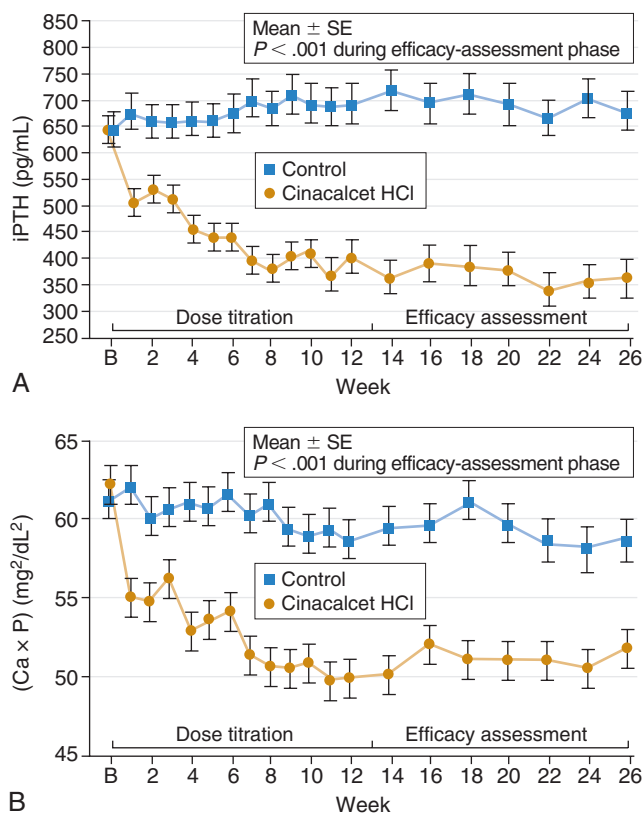 Mean ± SE
P < .001 during efficacy-assessment phase
850
800
750
700
650
600
550
500
450
400
350
300
250
iPTH (pg/mL)
Control
Cinacalcet HCl
Dose titration
Efficacy assessment
B 2 4 6 8 10 12 14 16 18 20 22 24 26
Week
A
Mean ± SE
P < .001 during efficacy-assessment phase
65
60
55
50
45
(Ca × P) (mg²/dL²)
Control
Cinacalcet HCl
Dose titration
Efficacy assessment
B 2 4 6 8 10 12 14 16 18 20 22 24 26
Week
B